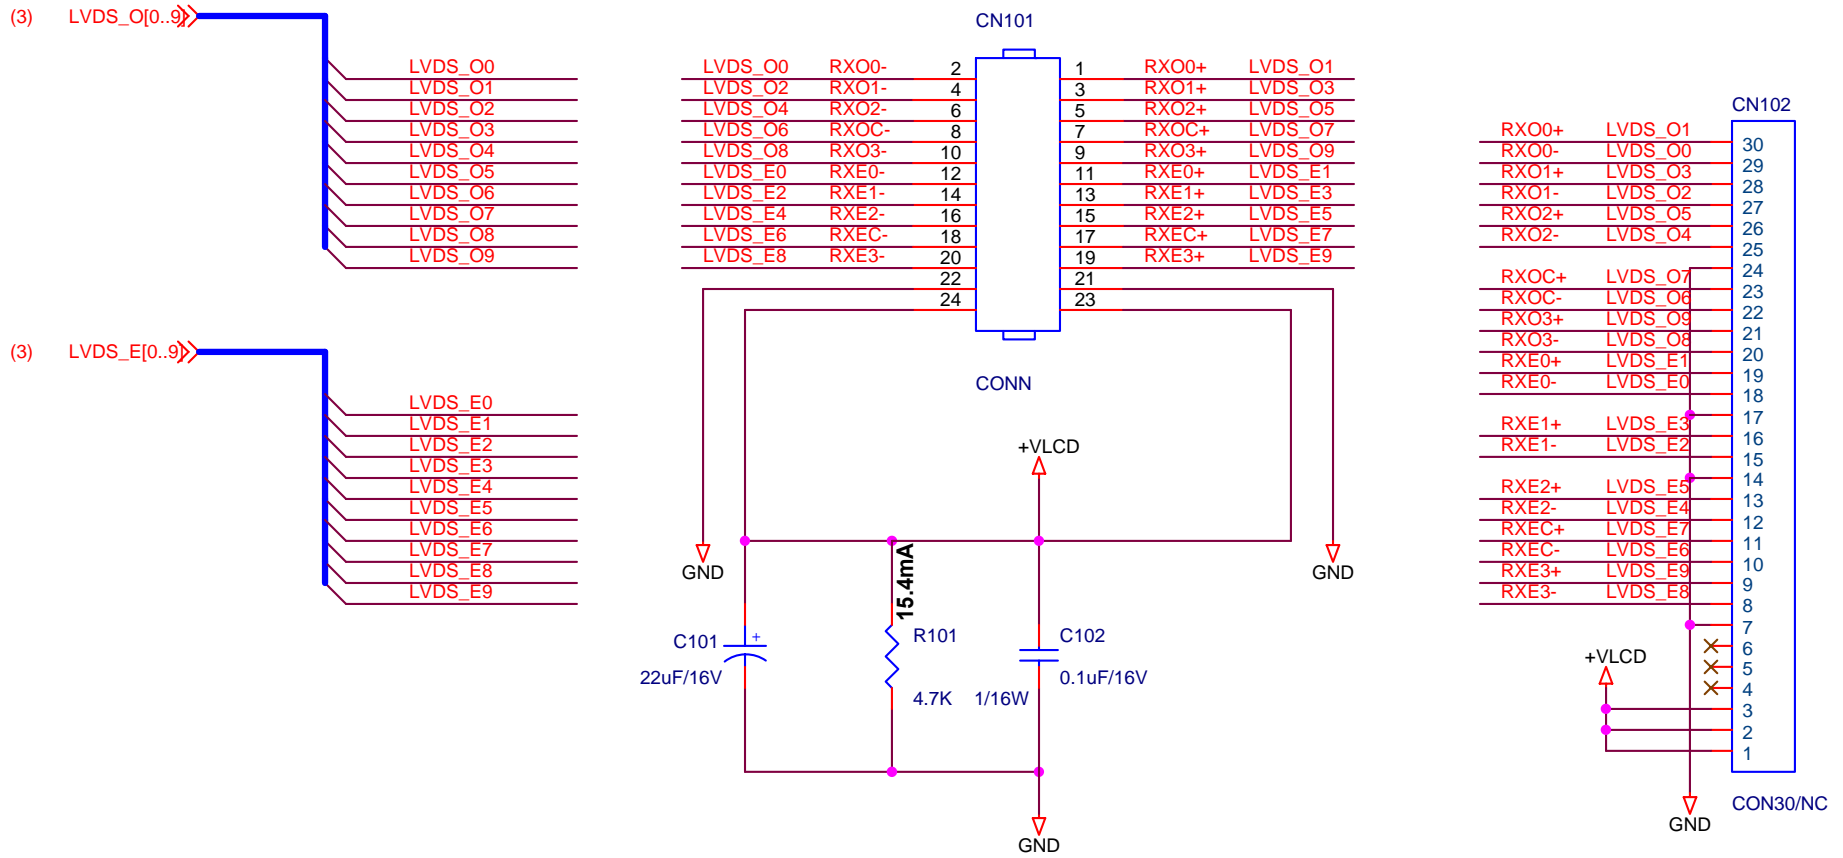 (3) LVDS_O[0..9]
LVDS_O0
LVDS_O1
LVDS_O2
LVDS_O3
LVDS_O4
LVDS_O5
LVDS_O6
LVDS_O7
LVDS_O8
LVDS_O9
(3) LVDS_E[0..9]
LVDS_E0
LVDS_E1
LVDS_E2
LVDS_E3
LVDS_E4
LVDS_E5
LVDS_E6
LVDS_E7
LVDS_E8
LVDS_E9
CN101
LVDS_O0 RXO0- 2 1 RXO0+ LVDS_O1
LVDS_O2 RXO1- 4 3 RXO1+ LVDS_O3
LVDS_O4 RXO2- 6 5 RXO2+ LVDS_O5
LVDS_O6 RXOC- 8 7 RXOC+ LVDS_O7
LVDS_O8 RXO3- 10 9 RXO3+ LVDS_O9
LVDS_E0 RXE0- 12 11 RXE0+ LVDS_E1
LVDS_E2 RXE1- 14 13 RXE1+ LVDS_E3
LVDS_E4 RXE2- 16 15 RXE2+ LVDS_E5
LVDS_E6 RXEC- 18 17 RXEC+ LVDS_E7
LVDS_E8 RXE3- 20 19 RXE3+ LVDS_E9
22 21
24 23
CONN
+VLCD
GND
GND
15.4mA
C101 +
22uF/16V
R101
4.7K 1/16W
C102
0.1uF/16V
GND
CN102
RXO0+ LVDS_O1 30
RXO0- LVDS_O0 29
RXO1+ LVDS_O3 28
RXO1- LVDS_O2 27
RXO2+ LVDS_O5 26
RXO2- LVDS_O4 25
24
RXOC+ LVDS_O7 23
RXOC- LVDS_O6 22
RXO3+ LVDS_O9 21
RXO3- LVDS_O8 20
RXE0+ LVDS_E1 19
RXE0- LVDS_E0 18
17
RXE1+ LVDS_E3 16
RXE1- LVDS_E2 15
14
RXE2+ LVDS_E5 13
RXE2- LVDS_E4 12
RXEC+ LVDS_E7 11
RXEC- LVDS_E6 10
RXE3+ LVDS_E9 9
RXE3- LVDS_E8 8
7
6
5
4
3
2
1
+VLCD
GND
CON30/NC